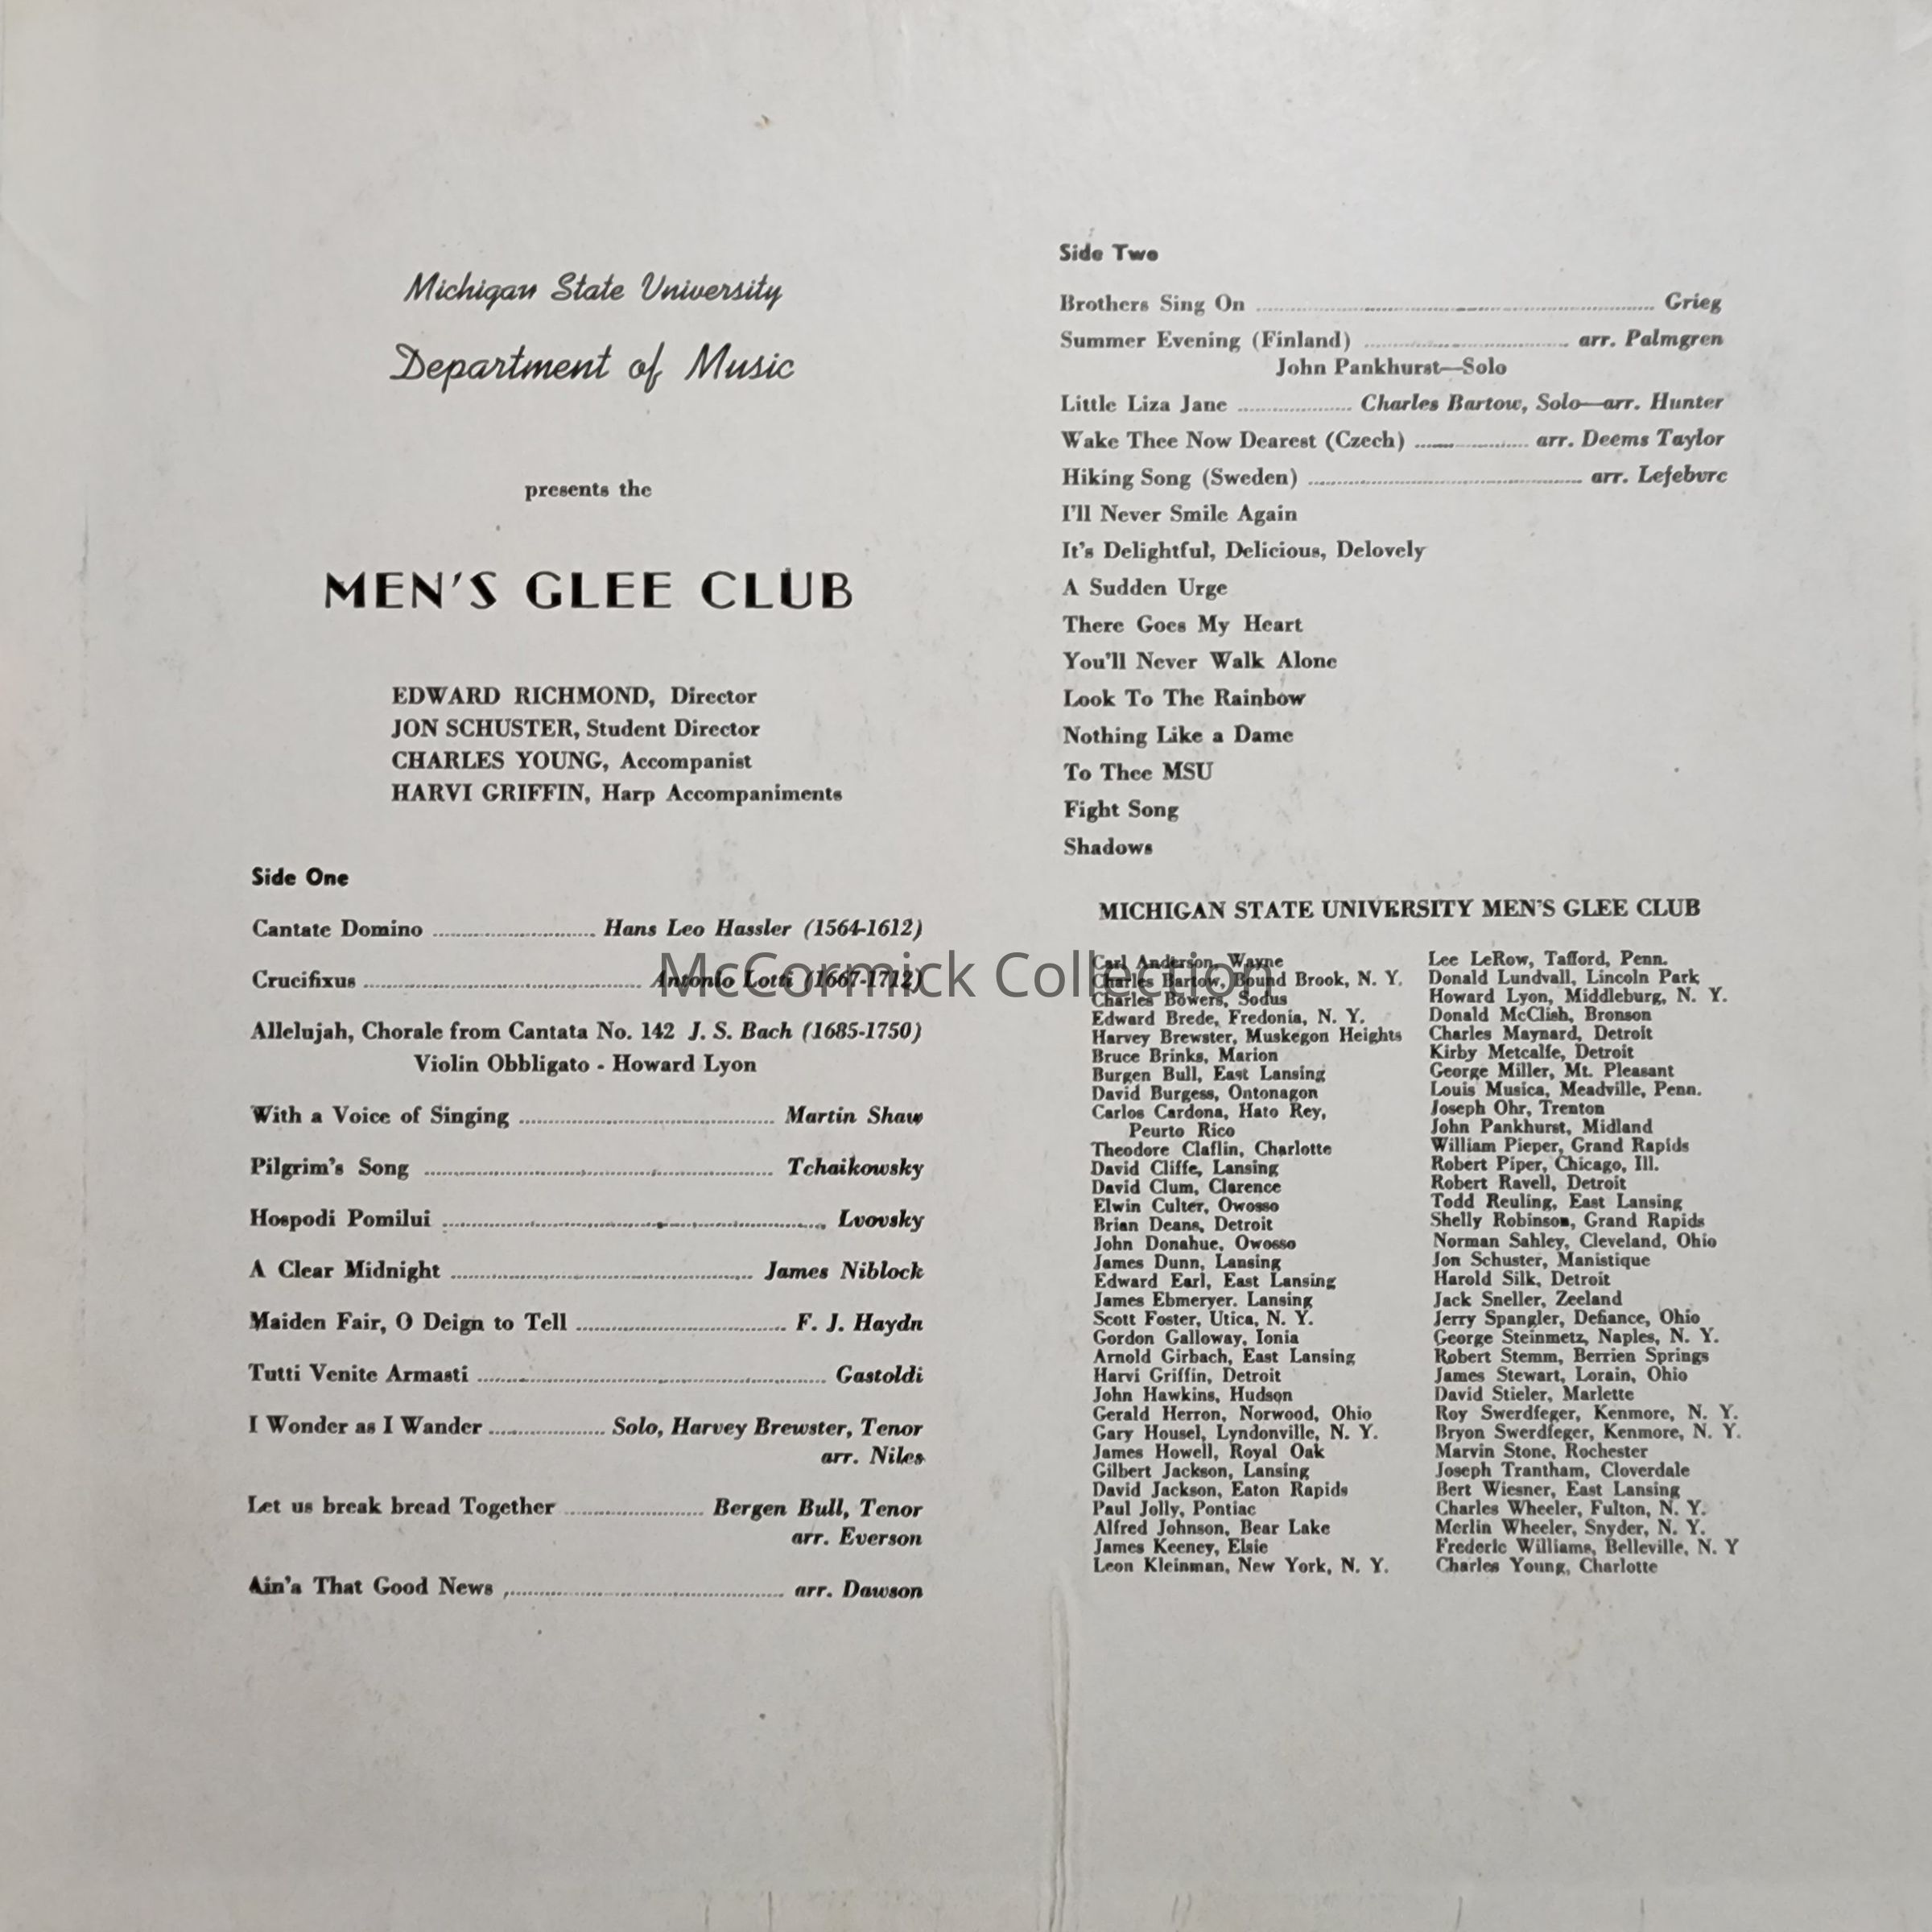 Michigan State University
Department of Music
presents the
MEN'S GLEE CLUB
EDWARD RICHMOND, Director
JON SCHUSTER, Student Director
CHARLES YOUNG, Accompanist
HARVI GRIFFIN, Harp Accompaniments
Side One
Cantate Domino ............................ Hans Leo Hassler (1564-1612)
Crucifixus ................................................ Antonio Lotti (1667-1712)
Allelujah, Chorale from Cantata No. 142 J. S. Bach (1685-1750)
Violin Obbligato - Howard Lyon
With a Voice of Singing ............................................ Martin Shaw
Pilgrim's Song ............................................................ Tchaikowsky
Hospodi Pomilui .................................................................. Lvovsky
A Clear Midnight .................................................... James Niblock
Maiden Fair, O Deign to Tell .................................... F. J. Haydn
Tutti Venite Armasti ............................................................ Gastoldi
I Wonder as I Wander .................... Solo, Harvey Brewster, Tenor
arr. Niles
Let us break bread Together ........................ Bergen Bull, Tenor
arr. Everson
Ain'a That Good News ................................................ arr. Dawson
Side Two
Brothers Sing On ...................................................................... Grieg
Summer Evening (Finland) .................................... arr. Palmgren
John Pankhurst—Solo
Little Liza Jane .................... Charles Bartow, Solo—arr. Hunter
Wake Thee Now Dearest (Czech) .................... arr. Deems Taylor
Hiking Song (Sweden) ................................................ arr. Lefebvre
I'll Never Smile Again
It's Delightful, Delicious, Delovely
A Sudden Urge
There Goes My Heart
You'll Never Walk Alone
Look To The Rainbow
Nothing Like a Dame
To Thee MSU
Fight Song
Shadows
MICHIGAN STATE UNIVERSITY MEN'S GLEE CLUB
Carl Anderson, Wayne
Charles Bartow, Bound Brook, N. Y.
Charles Bowers, Sodus
Edward Brede, Fredonia, N. Y.
Harvey Brewster, Muskegon Heights
Bruce Brinks, Marion
Burgen Bull, East Lansing
David Burgess, Ontonagon
Carlos Cardona, Hato Rey,
Peurto Rico
Theodore Claflin, Charlotte
David Cliffe, Lansing
David Clum, Clarence
Elwin Culter, Owosso
Brian Deans, Detroit
John Donahue, Owosso
James Dunn, Lansing
Edward Earl, East Lansing
James Ebmeryer. Lansing
Scott Foster, Utica, N. Y.
Gordon Galloway, Ionia
Arnold Girbach, East Lansing
Harvi Griffin, Detroit
John Hawkins, Hudson
Gerald Herron, Norwood, Ohio
Gary Housel, Lyndonville, N. Y.
James Howell, Royal Oak
Gilbert Jackson, Lansing
David Jackson, Eaton Rapids
Paul Jolly, Pontiac
Alfred Johnson, Bear Lake
James Keeney, Elsie
Leon Kleinman, New York, N. Y.
Lee LeRow, Tafford, Penn.
Donald Lundvall, Lincoln Park
Howard Lyon, Middleburg, N. Y.
Donald McClish, Bronson
Charles Maynard, Detroit
Kirby Metcalfe, Detroit
George Miller, Mt. Pleasant
Louis Musica, Meadville, Penn.
Joseph Ohr, Trenton
John Pankhurst, Midland
William Pieper, Grand Rapids
Robert Piper, Chicago, Ill.
Robert Ravell, Detroit
Todd Reuling, East Lansing
Shelly Robinson, Grand Rapids
Norman Sahley, Cleveland, Ohio
Jon Schuster, Manistique
Harold Silk, Detroit
Jack Sneller, Zeeland
Jerry Spangler, Defiance, Ohio
George Steinmetz, Naples, N. Y.
Robert Stemm, Berrien Springs
James Stewart, Lorain, Ohio
David Stieler, Marlette
Roy Swerdfeger, Kenmore, N. Y.
Bryon Swerdfeger, Kenmore, N. Y.
Marvin Stone, Rochester
Joseph Trantham, Cloverdale
Bert Wiesner, East Lansing
Charles Wheeler, Fulton, N. Y.
Merlin Wheeler, Snyder, N. Y.
Frederic Williams, Belleville, N. Y
Charles Young, Charlotte
McCormick Collection